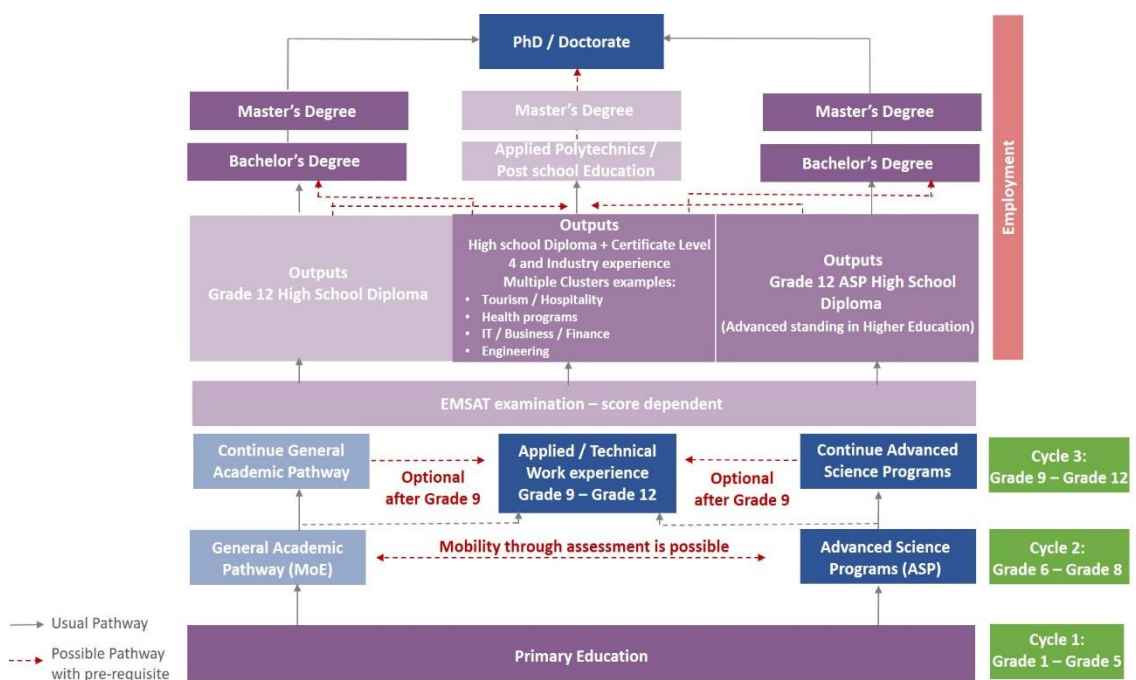 PhD / Doctorate
Master's Degree
Master's Degree
Master's Degree
Bachelor's Degree
Applied Polytechnics /
Post school Education
Bachelor's Degree
Employment
Outputs
Grade 12 High School Diploma
Outputs
High school Diploma + Certificate Level
4 and Industry experience
Multiple Clusters examples:
• Tourism / Hospitality
• Health programs
• IT / Business / Finance
• Engineering
Outputs
Grade 12 ASP High School
Diploma
(Advanced standing in Higher Education)
EMSAT examination – score dependent
Continue General
Academic Pathway
Optional
after Grade 9
Applied / Technical
Work experience
Grade 9 – Grade 12
Optional
after Grade 9
Continue Advanced
Science Programs
Cycle 3:
Grade 9 – Grade 12
General Academic
Pathway (MoE)
Mobility through assessment is possible
Advanced Science
Programs (ASP)
Cycle 2:
Grade 6 – Grade 8
Usual Pathway
Possible Pathway
with pre-requisite
Primary Education
Cycle 1:
Grade 1 – Grade 5